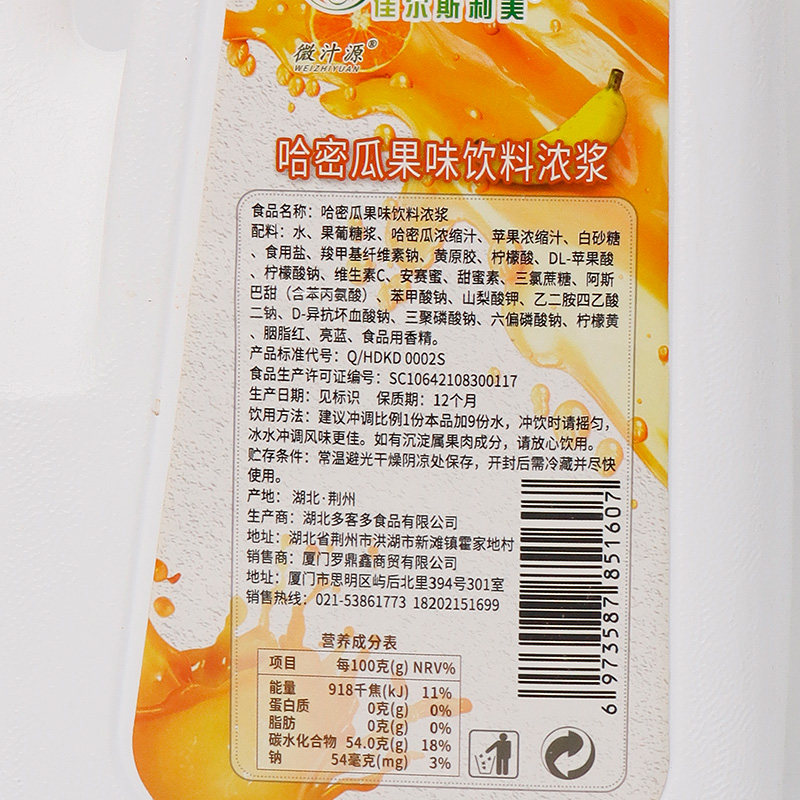 佳尔斯利美
微汁源®
WEIZHIYUAN
哈密瓜果味饮料浓浆
食品名称：哈密瓜果味饮料浓浆
配料：水、果葡糖浆、哈密瓜浓缩汁、苹果浓缩汁、白砂糖
、食用盐、羧甲基纤维素钠、黄原胶、柠檬酸、DL-苹果酸
、柠檬酸钠、维生素C、安赛蜜、甜蜜素、三氯蔗糖、阿斯
巴甜（含苯丙氨酸）、苯甲酸钠、山梨酸钾、乙二胺四乙酸
二钠、D-异抗坏血酸钠、三聚磷酸钠、六偏磷酸钠、柠檬黄
、胭脂红、亮蓝、食品用香精。
产品标准代号：Q/HDKD 0002S
食品生产许可证编号：SC10642108300117
生产日期：见标识 保质期：12个月
饮用方法：建议冲调比例1份本品加9份水，冲饮时请摇匀，
冰水冲调风味更佳。如有沉淀属果肉成分，请放心饮用。
贮存条件：常温避光干燥阴凉处保存，开封后需冷藏并尽快
使用。
产地：湖北·荆州
生产商：湖北多客多食品有限公司
地址：湖北省荆州市洪湖市新滩镇霍家地村
销售商：厦门罗鼎鑫商贸有限公司
地址：厦门市思明区屿后北里394号301室
销售热线：021-53861773 18202151699
6 973587 851607
营养成分表
项目 每100克(g) NRV%
能量 918千焦(kJ) 11%
蛋白质 0克(g) 0%
脂肪 0克(g) 0%
碳水化合物 54.0克(g) 18%
钠 54毫克(mg) 3%